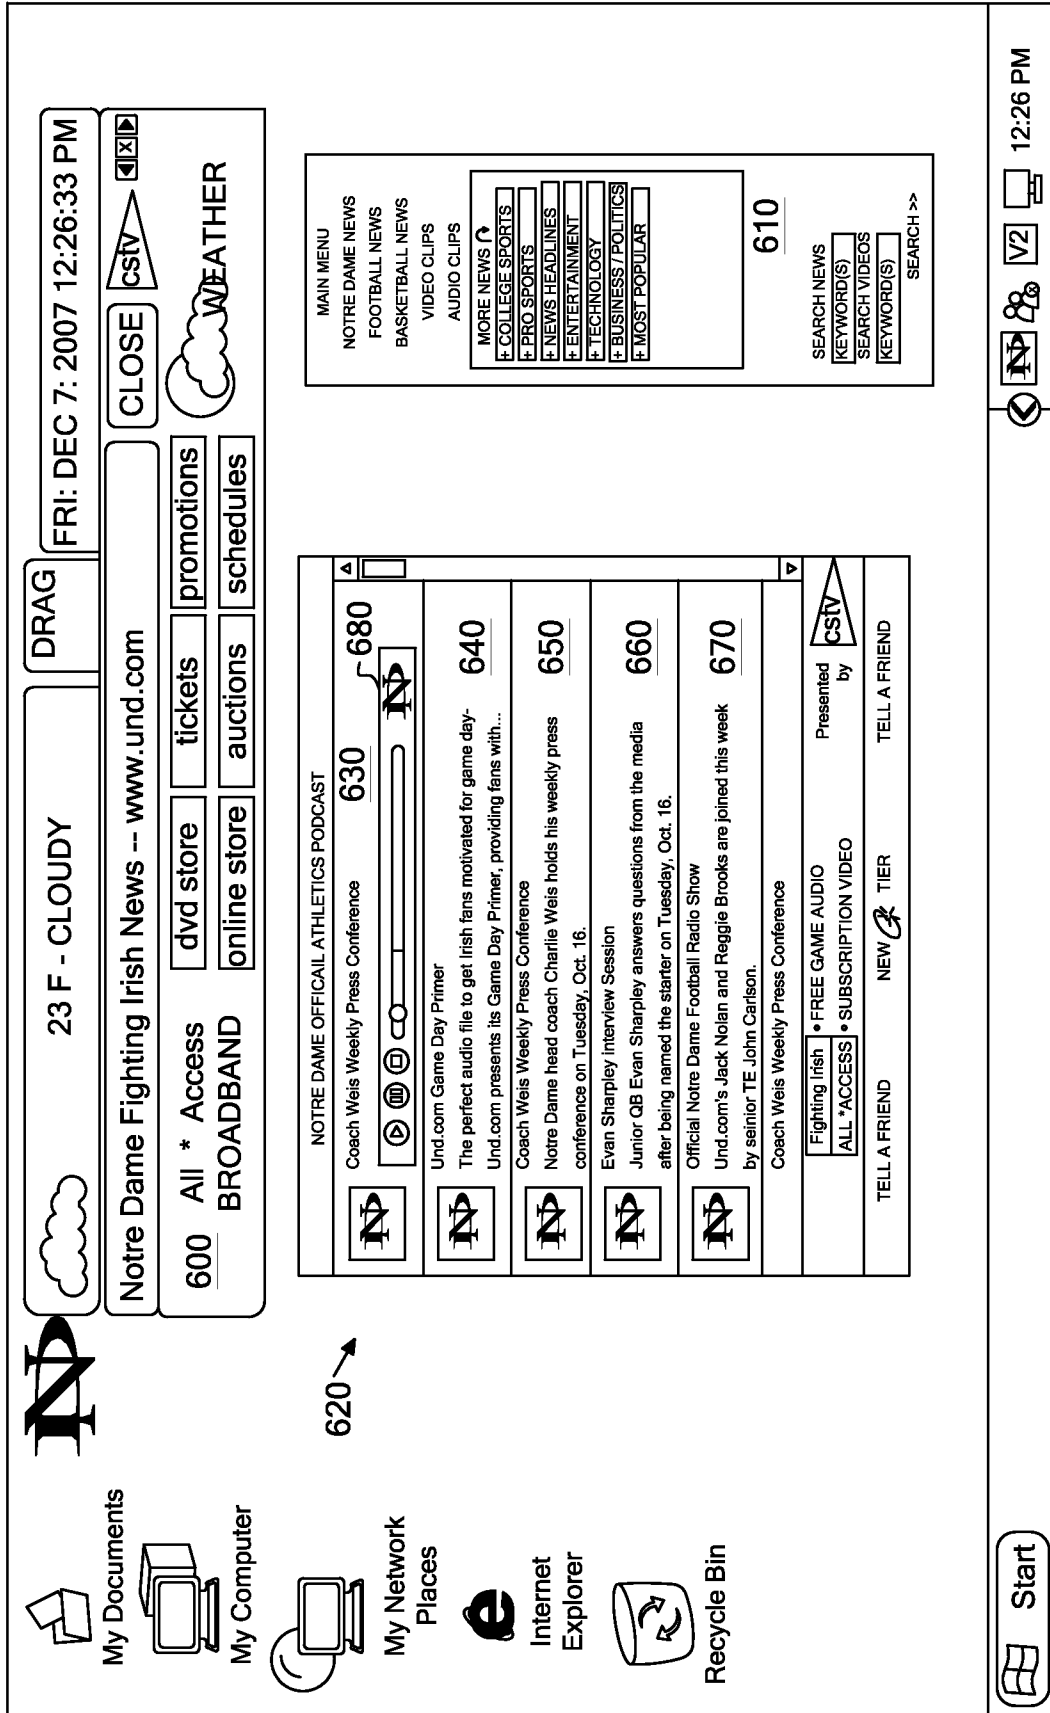 23 F - CLOUDY
DRAG
FRI: DEC 7: 2007 12:26:33 PM
Notre Dame Fighting Irish News -- www.und.com
CLOSE
cstv
X
600
All * Access
BROADBAND
dvd store
tickets
promotions
online store
auctions
schedules
WEATHER
My Documents
My Computer
My Network
Places
Internet
Explorer
Recycle Bin
620
NOTRE DAME OFFICAIL ATHLETICS PODCAST
Coach Weis Weekly Press Conference
630
680
Und.com Game Day Primer
The perfect audio file to get Irish fans motivated for game day-
Und.com presents its Game Day Primer, providing fans with...
640
Coach Weis Weekly Press Conference
Notre Dame head coach Charlie Weis holds his weekly press
conference on Tuesday, Oct. 16.
650
Evan Sharpley interview Session
Junior QB Evan Sharpley answers questions from the media
after being named the starter on Tuesday, Oct. 16.
660
Official Notre Dame Football Radio Show
Und.com's Jack Nolan and Reggie Brooks are joined this week
by seinior TE John Carlson.
670
Coach Weis Weekly Press Conference
Fighting Irish
ALL *ACCESS
• FREE GAME AUDIO
• SUBSCRIPTION VIDEO
Presented
by
cstv
TELL A FRIEND
NEW
TIER
TELL A FRIEND
MAIN MENU
NOTRE DAME NEWS
FOOTBALL NEWS
BASKETBALL NEWS
VIDEO CLIPS
AUDIO CLIPS
MORE NEWS
+ COLLEGE SPORTS
+ PRO SPORTS
+ NEWS HEADLINES
+ ENTERTAINMENT
+ TECHNOLOGY
+ BUSINESS / POLITICS
+ MOST POPULAR
610
SEARCH NEWS
KEYWORD(S)
SEARCH VIDEOS
KEYWORD(S)
SEARCH >>
Start
V2
12:26 PM